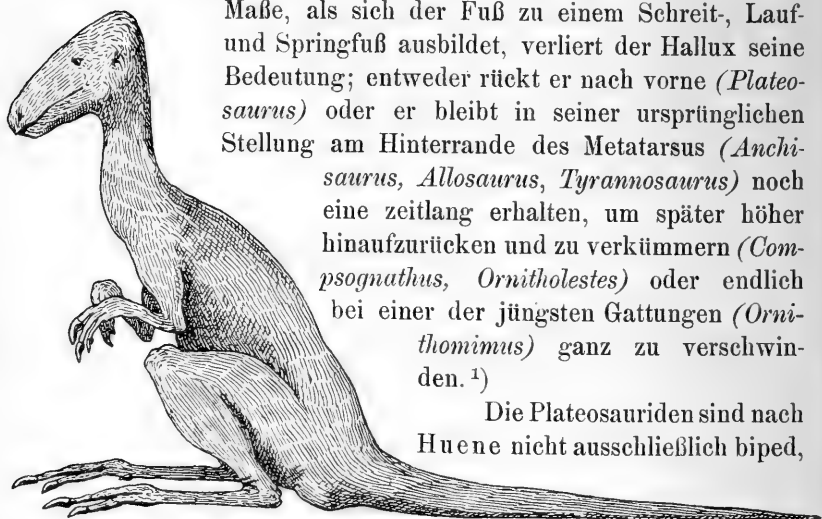 Maße, als sich der Fuß zu einem Schreit-, Lauf-
und Springfuß ausbildet, verliert der Hallux seine
Bedeutung; entweder rückt er nach vorne (Plateo-
saurus) oder er bleibt in seiner ursprünglichen
Stellung am Hinterrande des Metatarsus (Anchi-
saurus, Allosaurus, Tyrannosaurus) noch
eine zeitlang erhalten, um später höher
hinaufzurücken und zu verkümmern (Com-
psognathus, Ornitholestes) oder endlich
bei einer der jüngsten Gattungen (Orni-
thomimus) ganz zu verschwin-
den. ¹)
Die Plateosauriden sind nach
Huene nicht ausschließlich biped,